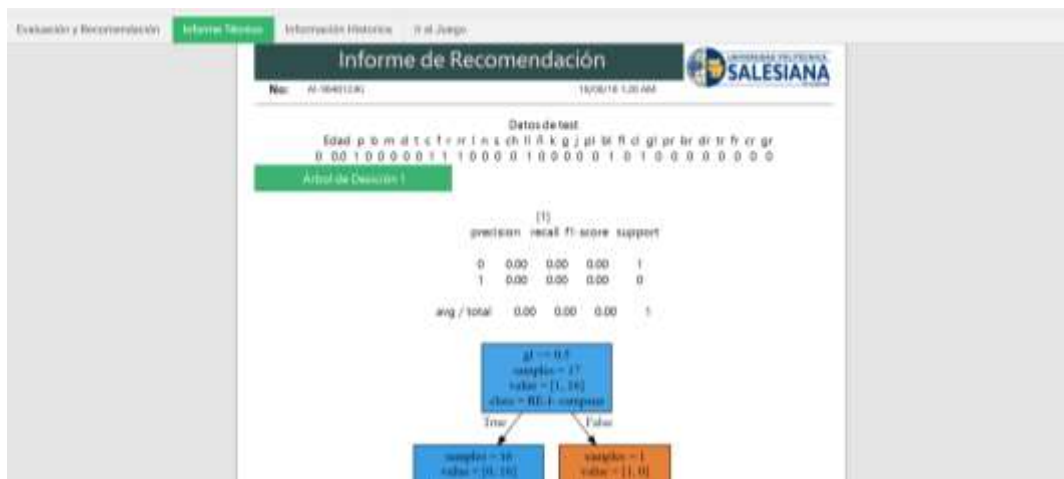 Evaluación y Recomendación Informe Técnico Información Historica Ir al Juego
Informe de Recomendación
UNIVERSIDAD POLITÉCNICA
SALESIANA
No:
Datos de test
Edad p b m d t c f r rr l n s ch ll ñ k g j pl bl fl cl gl pr br dr tr fr cr gr
0 0.0 1 0 0 0 0 0 1 1 1 0 0 0 0 1 0 0 0 0 0 1 0 1 0 0 0 0 0 0 0 0
Árbol de Desición 1
[1]
precision recall f1-score support
0 0.00 0.00 0.00 1
1 0.00 0.00 0.00 0
avg / total 0.00 0.00 0.00 1
gl <= 0.5
samples = 17
value = [1, 16]
True False
samples = 16 samples = 1
value = [0, 16] value = [1, 0]